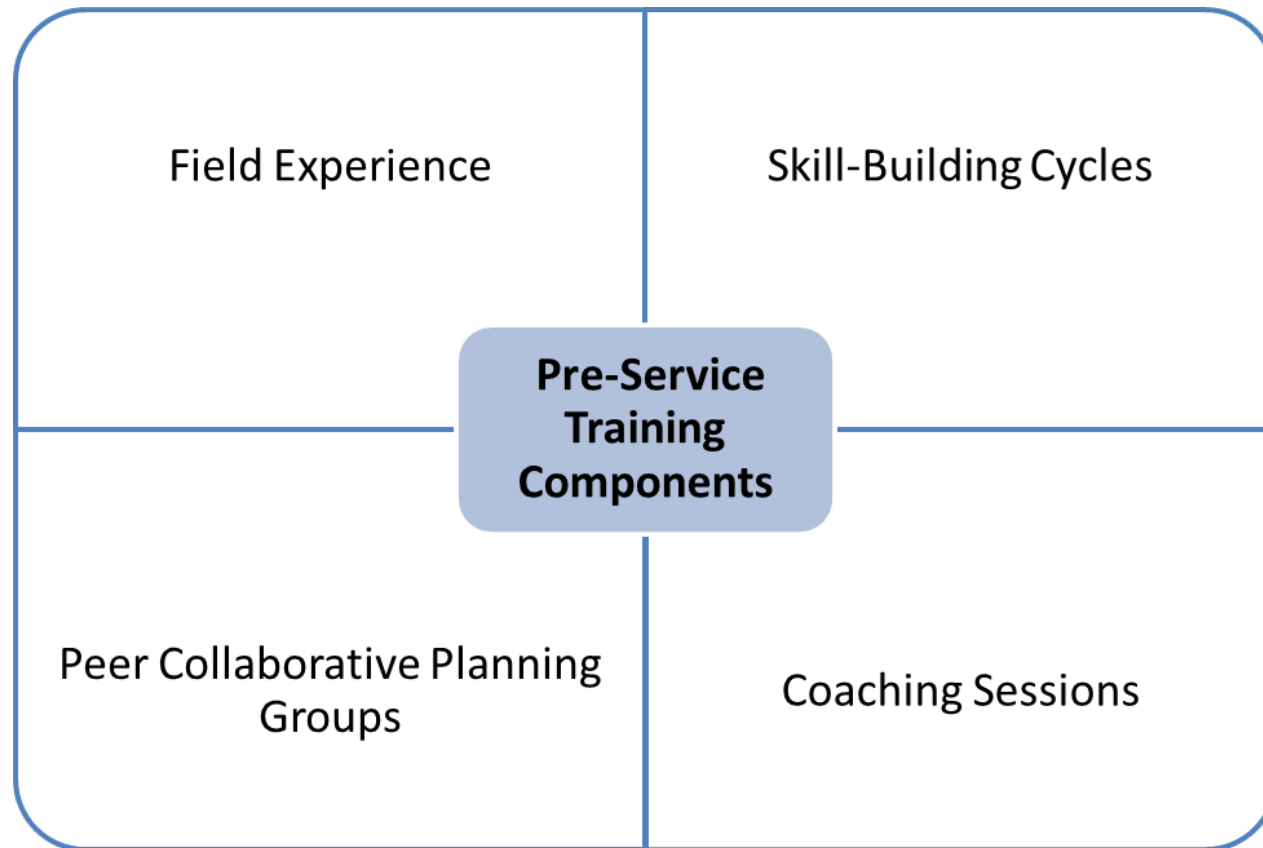 Field Experience
Skill-Building Cycles
Pre-Service
Training
Components
Peer Collaborative Planning
Groups
Coaching Sessions